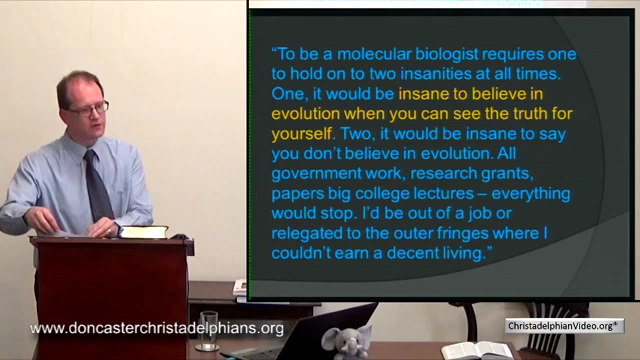 “To be a molecular biologist requires one
to hold on to two insanities at all times.
One, it would be insane to believe in
evolution when you can see the truth for
yourself. Two, it would be insane to say
you don’t believe in evolution. All
government work, research grants,
papers big college lectures – everything
would stop. I’d be out of a job or
relegated to the outer fringes where I
couldn’t earn a decent living.”
www.doncasterchristadelphians.org
ChristadelphianVideo.org*